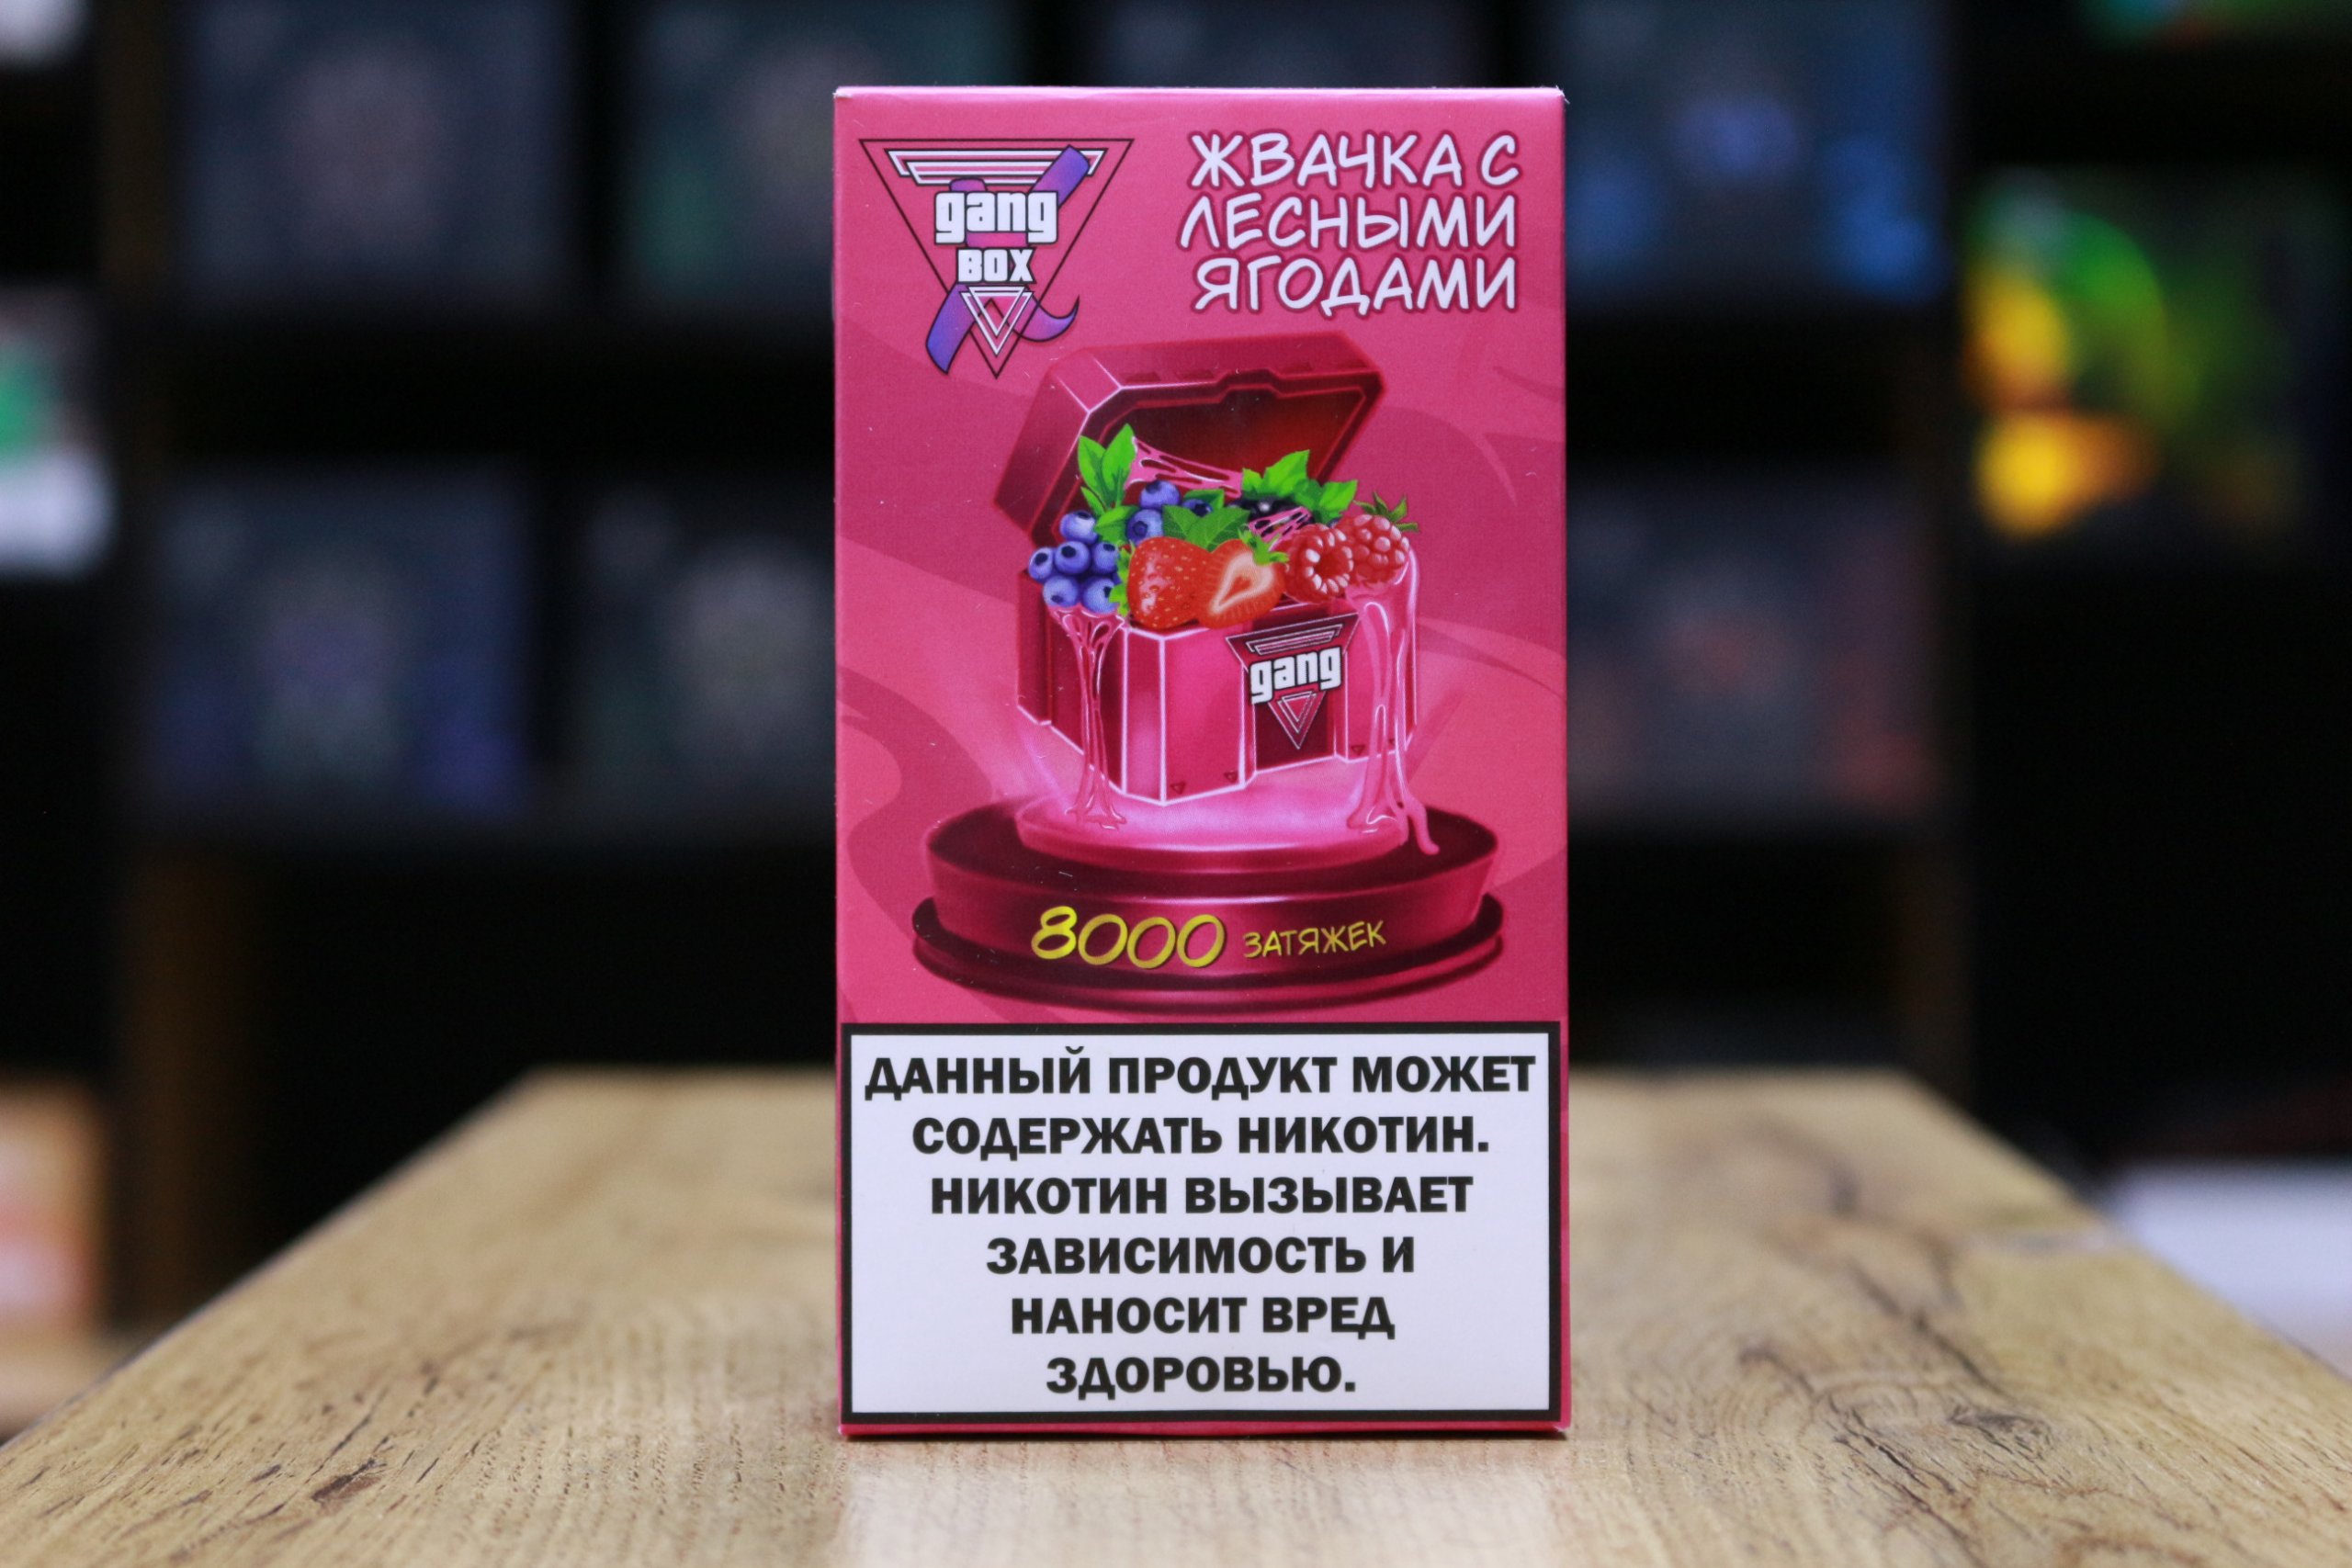 gang
BOX
ЖВАЧКА С
ЛЕСНЫМИ
ЯГОДАМИ
gang
8000 ЗАТЯЖЕК
ДАННЫЙ ПРОДУКТ МОЖЕТ
СОДЕРЖАТЬ НИКОТИН.
НИКОТИН ВЫЗЫВАЕТ
ЗАВИСИМОСТЬ И
НАНОСИТ ВРЕД
ЗДОРОВЬЮ.